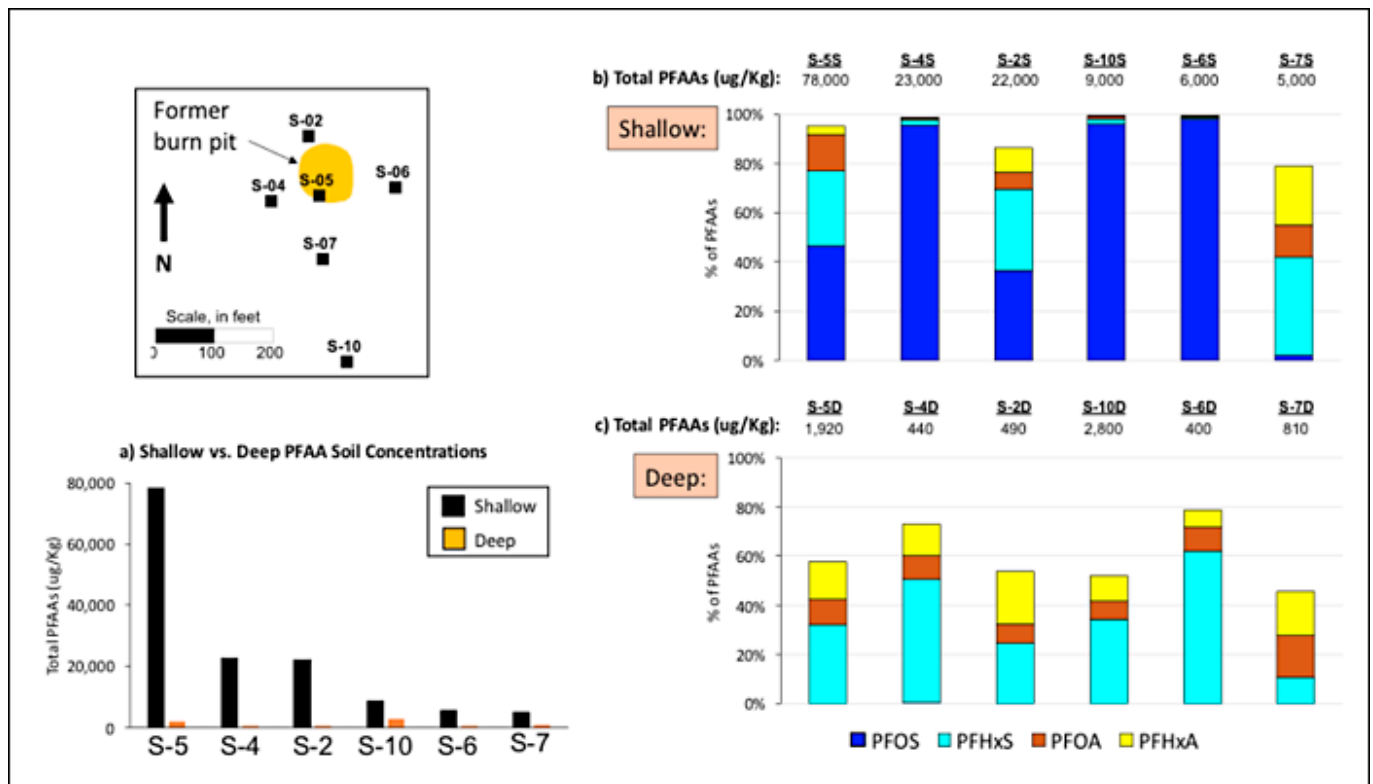 Former
burn pit
S-02
S-04
S-05
S-06
S-07
N
Scale, in feet
0 100 200
S-10
a) Shallow vs. Deep PFAA Soil Concentrations
Total PFAAs (ug/Kg)
80,000
60,000
40,000
20,000
0
Shallow
Deep
S-5 S-4 S-2 S-10 S-6 S-7
S-5S S-4S S-2S S-10S S-6S S-7S
b) Total PFAAs (ug/Kg): 78,000 23,000 22,000 9,000 6,000 5,000
Shallow:
% of PFAAs
100%
80%
60%
40%
20%
0%
S-5D S-4D S-2D S-10D S-6D S-7D
c) Total PFAAs (ug/Kg): 1,920 440 490 2,800 400 810
Deep:
% of PFAAs
100%
80%
60%
40%
20%
0%
PFOS PFHxS PFOA PFHxA